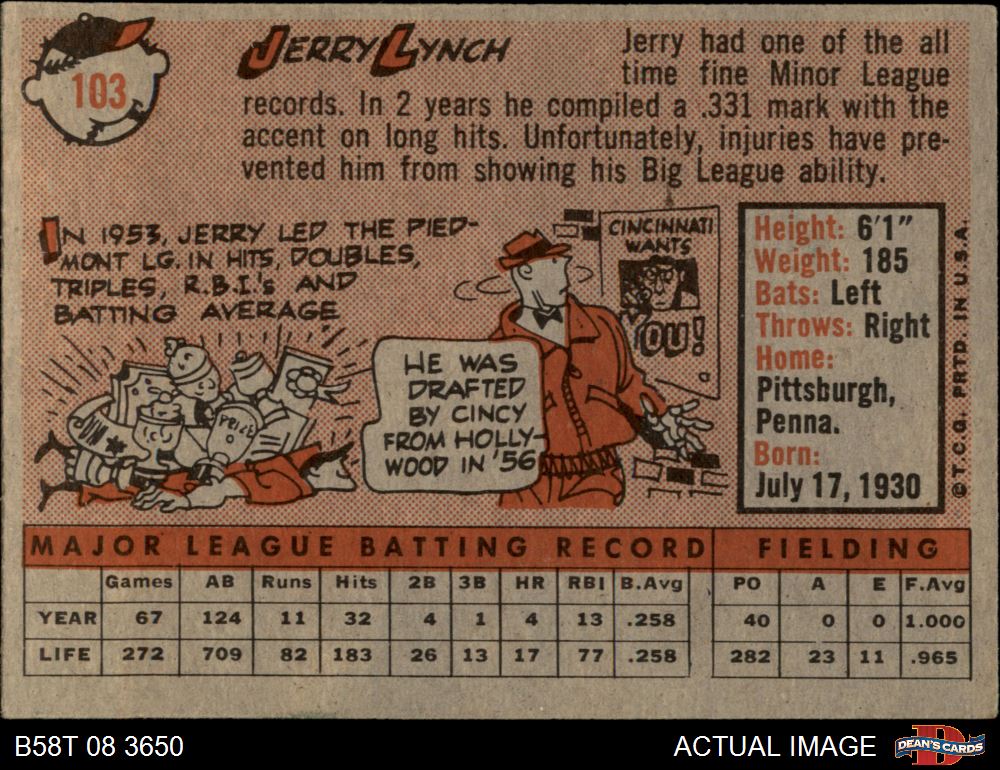 103
JERRY LYNCH
Jerry had one of the all
time fine Minor League
records. In 2 years he compiled a .331 mark with the
accent on long hits. Unfortunately, injuries have pre-
vented him from showing his Big League ability.
IN 1953, JERRY LED THE PIED-
MONT LG. IN HITS, DOUBLES,
TRIPLES, R.B.I.'s AND
BATTING AVERAGE
MVP
HE WAS
DRAFTED
BY CINCY
FROM HOLLY-
WOOD IN '56
CINCINNATI
WANTS
YOU!
Height: 6'1"
Weight: 185
Bats: Left
Throws: Right
Home:
Pittsburgh,
Penna.
Born:
July 17, 1930
© T.C.G. PRTD. IN U.S.A.
MAJOR LEAGUE BATTING RECORD FIELDING
Games AB Runs Hits 2B 3B HR RBI B.Avg PO A E F.Avg
YEAR 67 124 11 32 4 1 4 13 .258 40 0 0 1.000
LIFE 272 709 82 183 26 13 17 77 .258 282 23 11 .965
B58T 08 3650 ACTUAL IMAGE DEAN'S CARDS